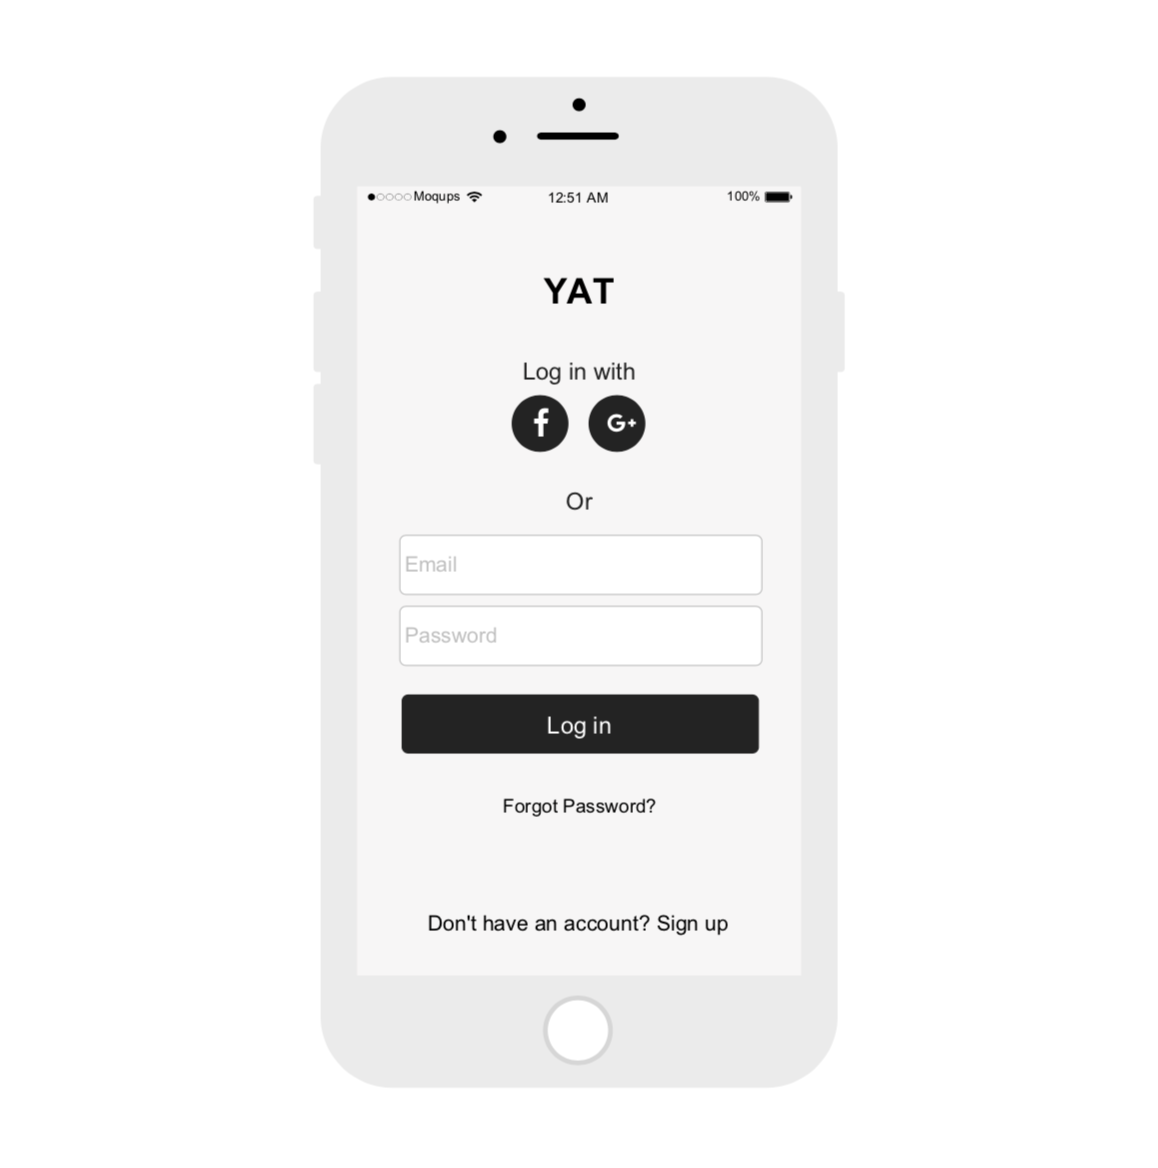 Moqups 12:51 AM 100%
YAT
Log in with
f G+
Or
Email
Password
Log in
Forgot Password?
Don't have an account? Sign up